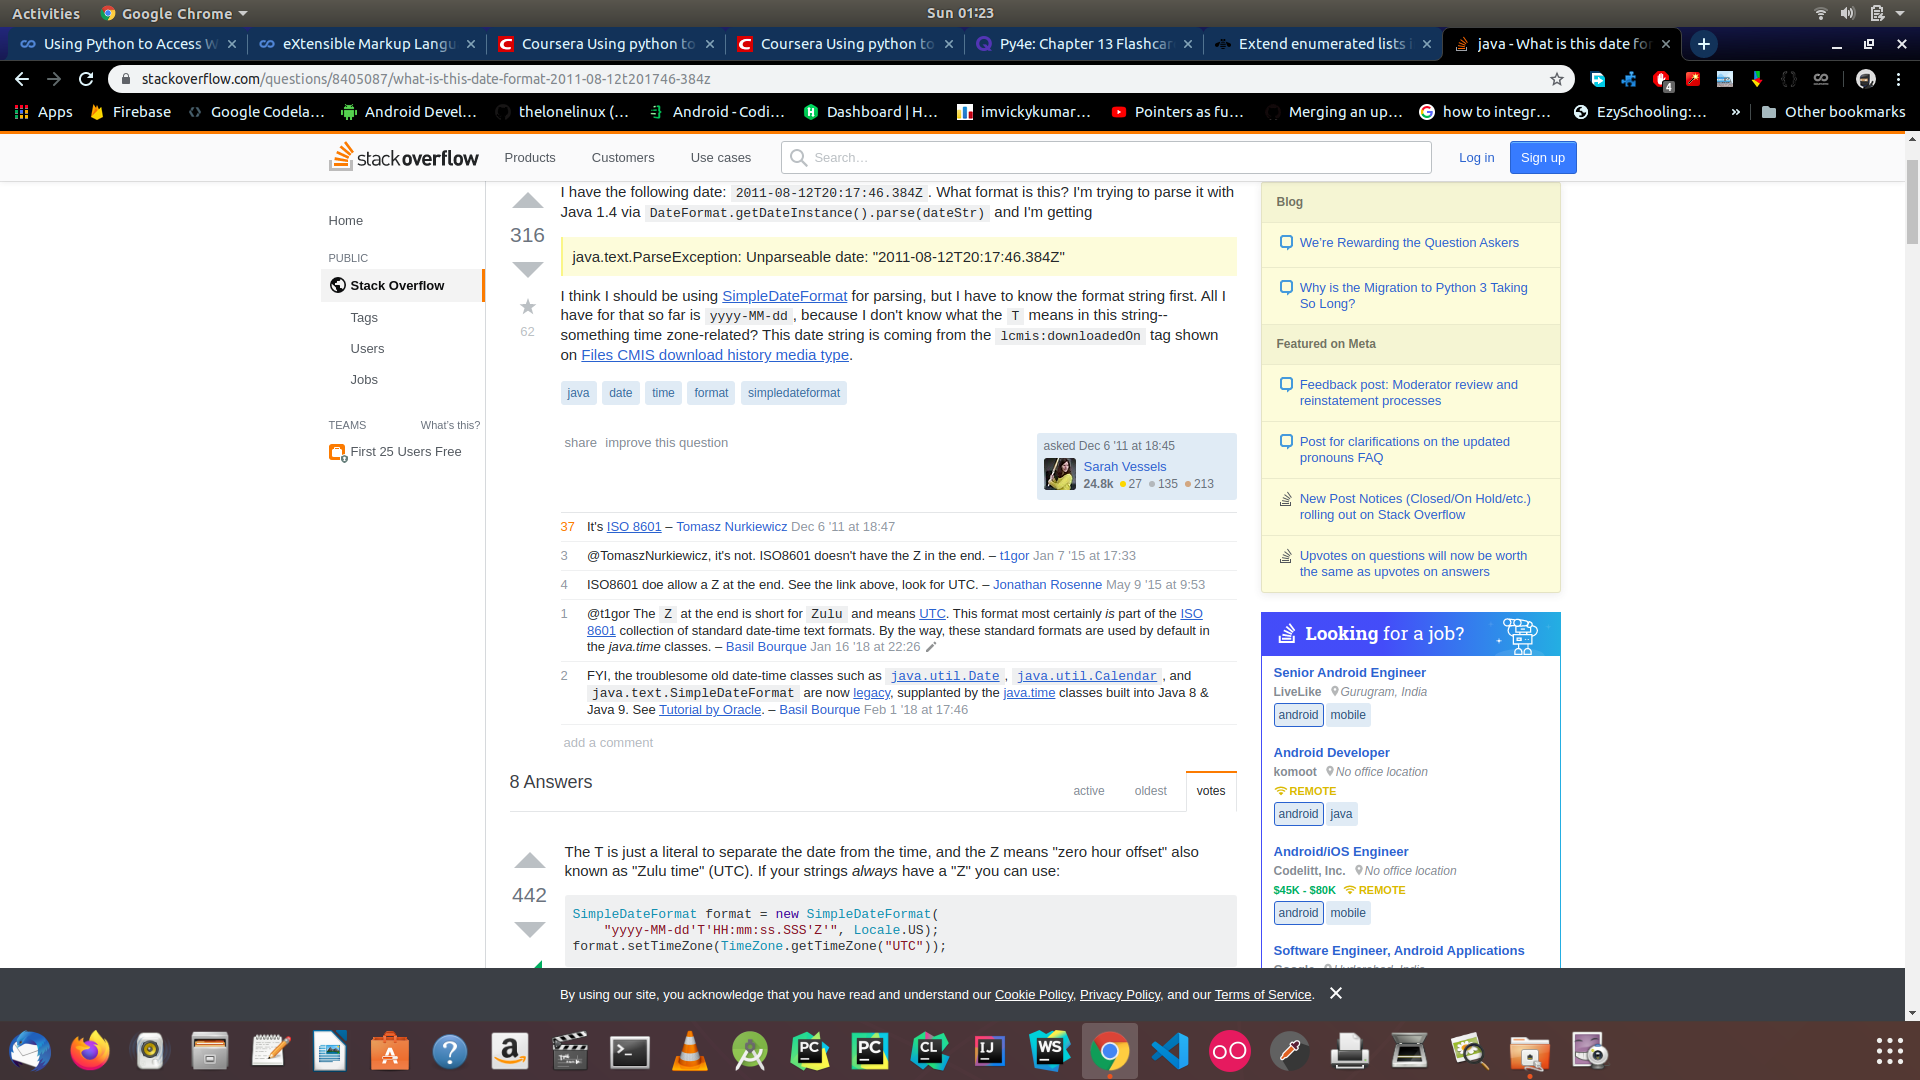 Activities
Google Chrome
Sun 01:23
Using Python to Access W
eXtensible Markup Langu
Coursera Using python to
Coursera Using python to
Py4e: Chapter 13 Flashcar
Extend enumerated lists i
java - What is this date for
stackoverflow.com/questions/8405087/what-is-this-date-format-2011-08-12t201746-384z
4
Apps
Firebase
Google Codela...
Android Devel...
thelonelinux (...
Android - Codi...
Dashboard | H...
imvickykumar...
Pointers as fu...
Merging an up...
how to integr...
EzySchooling:...
»
Other bookmarks
stackoverflow
Products
Customers
Use cases
Search...
Log in
Sign up
Home
PUBLIC
Stack Overflow
Tags
Users
Jobs
TEAMS
What's this?
First 25 Users Free
316
62
I have the following date: 2011-08-12T20:17:46.384Z. What format is this? I'm trying to parse it with
Java 1.4 via DateFormat.getDateInstance().parse(dateStr) and I'm getting
java.text.ParseException: Unparseable date: "2011-08-12T20:17:46.384Z"
I think I should be using SimpleDateFormat for parsing, but I have to know the format string first. All I
have for that so far is yyyy-MM-dd, because I don't know what the T means in this string--
something time zone-related? This date string is coming from the lcmis:downloadedOn tag shown
on Files CMIS download history media type.
java date time format simpledateformat
share improve this question
asked Dec 6 '11 at 18:45
Sarah Vessels
24.8k 27 135 213
37 It's ISO 8601 – Tomasz Nurkiewicz Dec 6 '11 at 18:47
3 @TomaszNurkiewicz, it's not. ISO8601 doesn't have the Z in the end. – t1gor Jan 7 '15 at 17:33
4 ISO8601 doe allow a Z at the end. See the link above, look for UTC. – Jonathan Rosenne May 9 '15 at 9:53
1 @t1gor The Z at the end is short for Zulu and means UTC. This format most certainly is part of the ISO
8601 collection of standard date-time text formats. By the way, these standard formats are used by default in
the java.time classes. – Basil Bourque Jan 16 '18 at 22:26
2 FYI, the troublesome old date-time classes such as java.util.Date, java.util.Calendar, and
java.text.SimpleDateFormat are now legacy, supplanted by the java.time classes built into Java 8 &
Java 9. See Tutorial by Oracle. – Basil Bourque Feb 1 '18 at 17:46
add a comment
8 Answers
active
oldest
votes
442
The T is just a literal to separate the date from the time, and the Z means "zero hour offset" also
known as "Zulu time" (UTC). If your strings always have a "Z" you can use:
SimpleDateFormat format = new SimpleDateFormat(
"yyyy-MM-dd'T'HH:mm:ss.SSS'Z'", Locale.US);
format.setTimeZone(TimeZone.getTimeZone("UTC"));
Blog
We're Rewarding the Question Askers
Why is the Migration to Python 3 Taking
So Long?
Featured on Meta
Feedback post: Moderator review and
reinstatement processes
Post for clarifications on the updated
pronouns FAQ
New Post Notices (Closed/On Hold/etc.)
rolling out on Stack Overflow
Upvotes on questions will now be worth
the same as upvotes on answers
Looking for a job?
Senior Android Engineer
LiveLike Gurugram, India
android mobile
Android Developer
komoot No office location
REMOTE
android java
Android/iOS Engineer
Codelitt, Inc. No office location
$45K - $80K REMOTE
android mobile
Software Engineer, Android Applications
By using our site, you acknowledge that you have read and understand our Cookie Policy, Privacy Policy, and our Terms of Service.
PC
PC
CL
IJ
WS